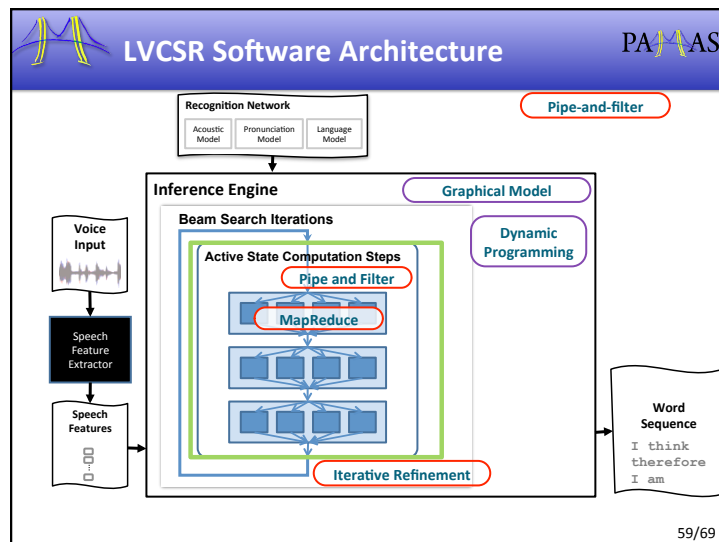 LVCSR Software Architecture
PA MAS
Recognition Network
Acoustic
Model
Pronunciation
Model
Language
Model
Pipe-and-filter
Inference Engine
Graphical Model
Beam Search Iterations
Dynamic
Programming
Voice
Input
Active State Computation Steps
Pipe and Filter
MapReduce
Speech
Feature
Extractor
Speech
Features
Iterative Refinement
Word
Sequence
I think
therefore
I am
59/69